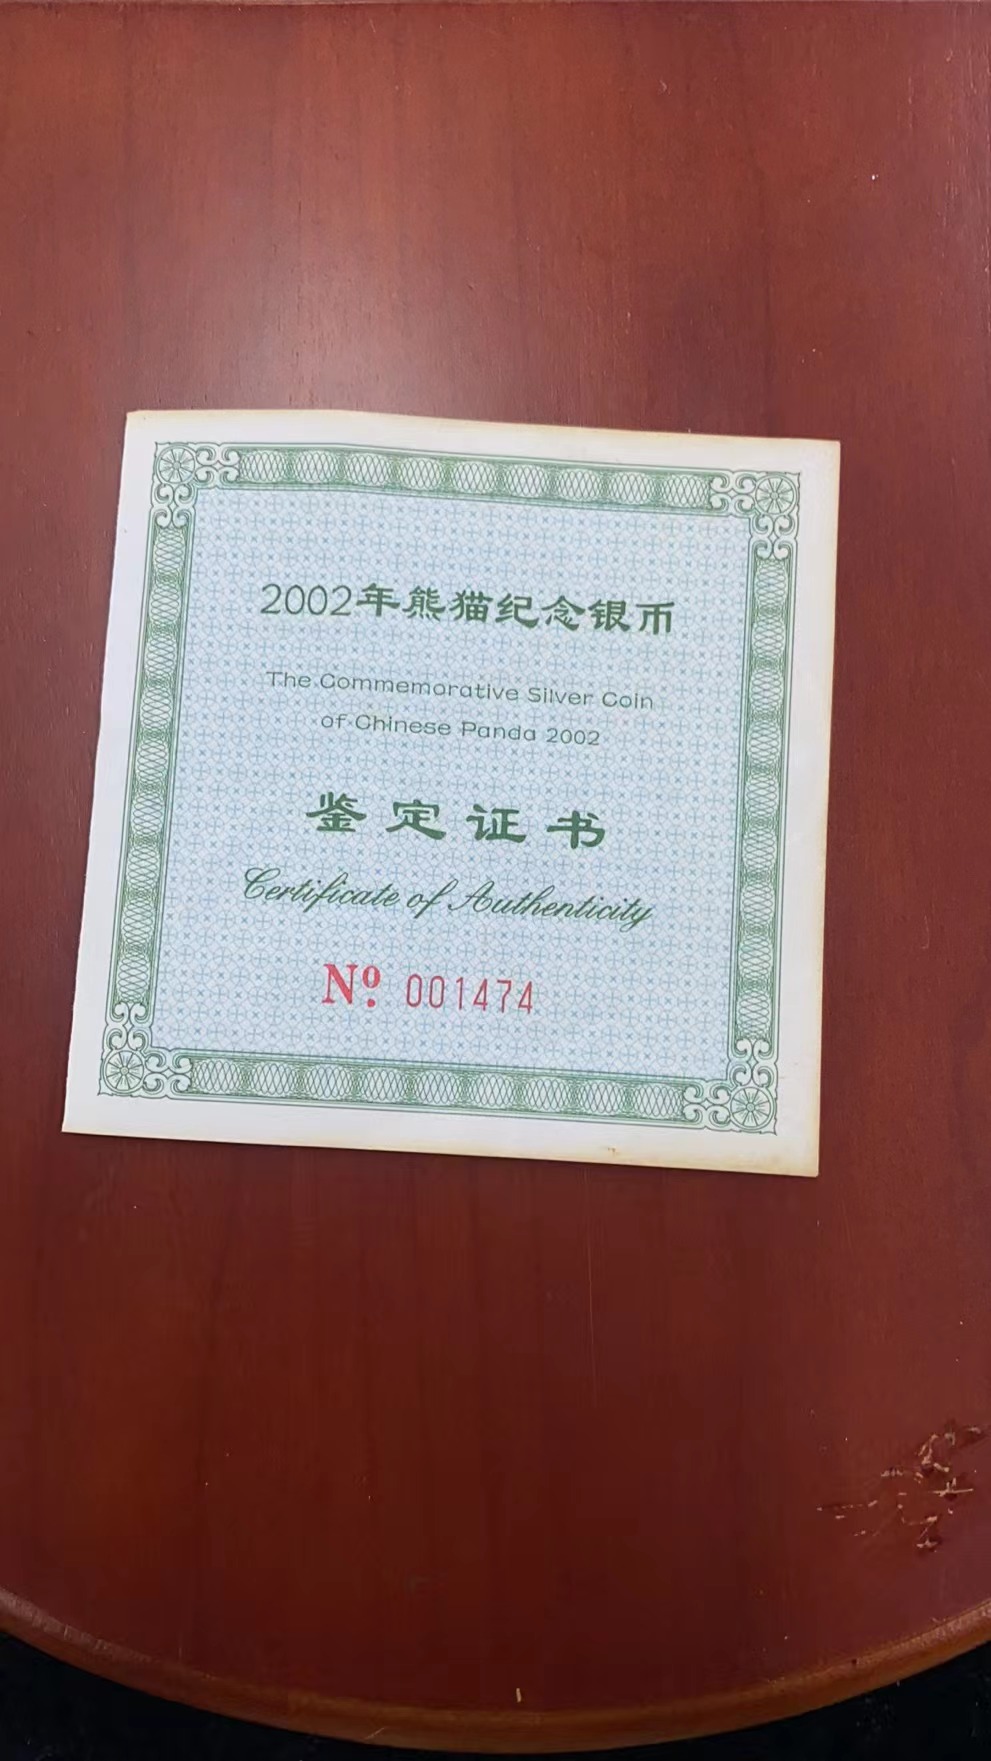 2002年熊猫纪念银币
The Commemorative Silver Coin
of Chinese Panda 2002
鉴定证书
Certificate of Authenticity
Nº. 001474